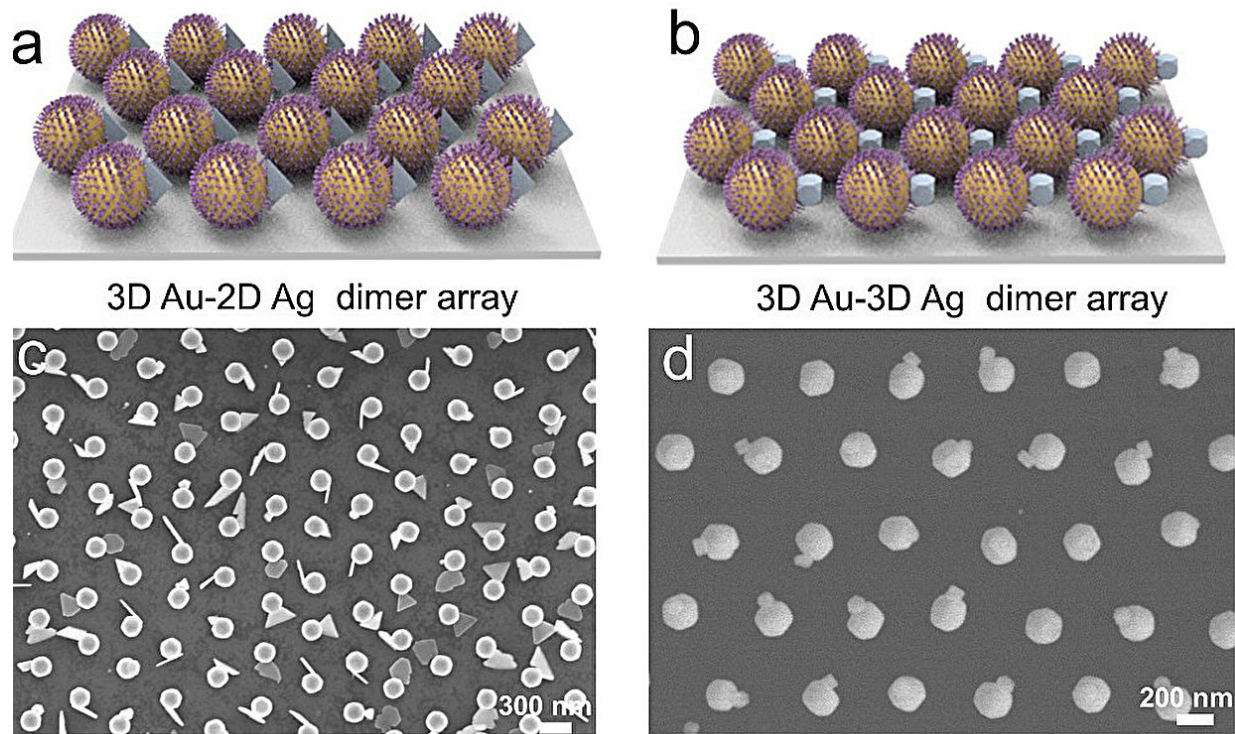 a
b
3D Au-2D Ag dimer array
3D Au-3D Ag dimer array
c
d
300 nm
200 nm